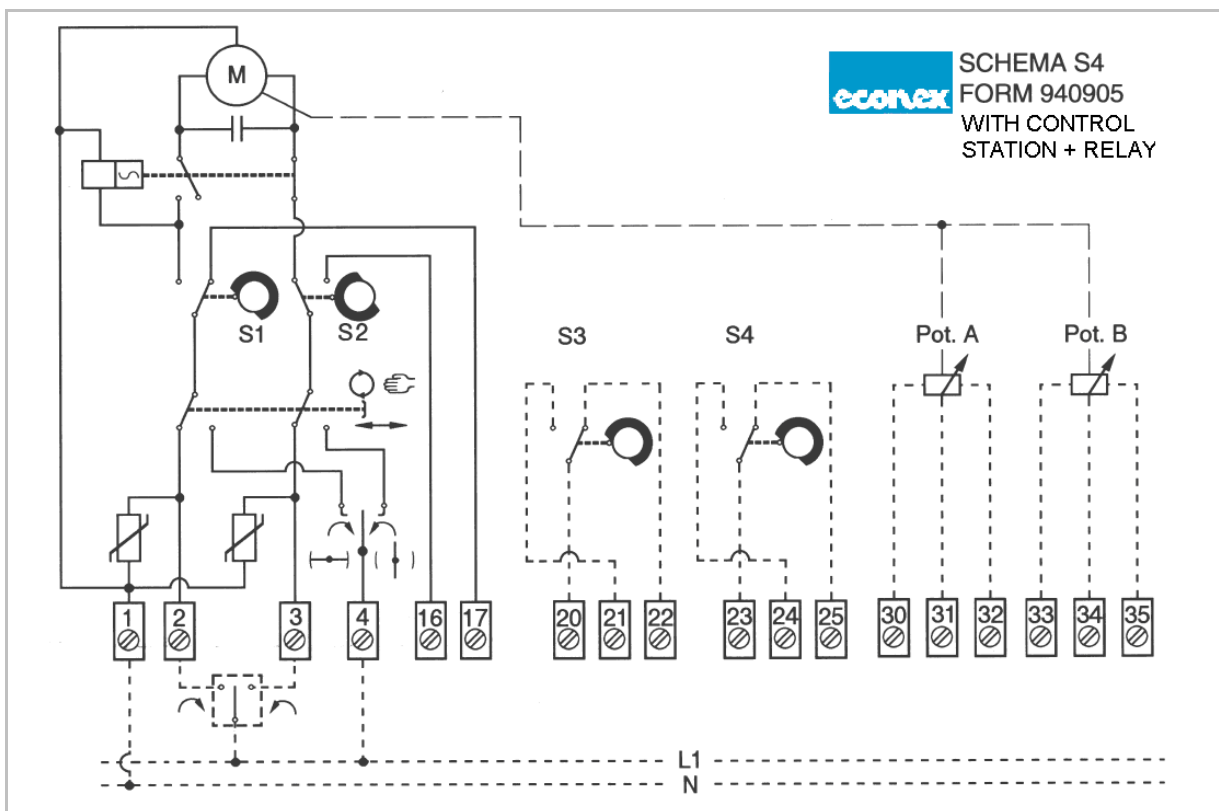 M
econex
SCHEMA S4
FORM 940905
WITH CONTROL
STATION + RELAY
S1
S2
S3
S4
Pot. A
Pot. B
1
2
3
4
16
17
20
21
22
23
24
25
30
31
32
33
34
35
L1
N